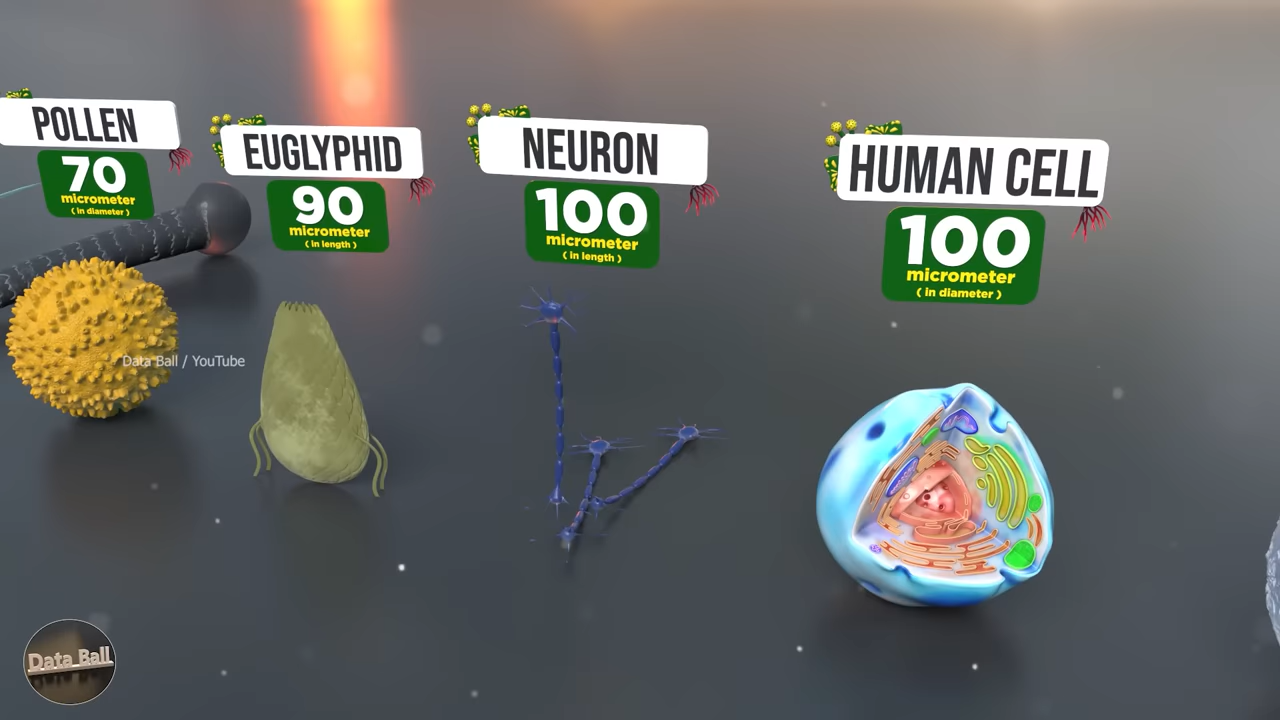 POLLEN
70
micrometer
( in diameter )
EUGLYPHID
90
micrometer
( in length )
NEURON
100
micrometer
( in length )
HUMAN CELL
100
micrometer
( in diameter )
Data Ball / YouTube
Data Ball